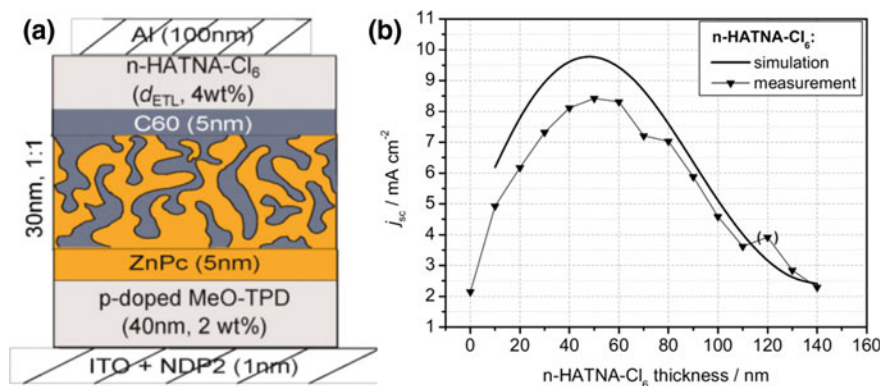 (a)
Al (100nm)
n-HATNA-Cl₆
(d_ETL, 4wt%)
C60 (5nm)
30nm, 1:1
ZnPc (5nm)
p-doped MeO-TPD
(40nm, 2 wt%)
ITO + NDP2 (1nm)
(b)
n-HATNA-Cl₆:
simulation
measurement
j_sc / mA cm⁻²
11
10
9
8
7
6
5
4
3
2
1
( )
0 20 40 60 80 100 120 140 160
n-HATNA-Cl₆ thickness / nm